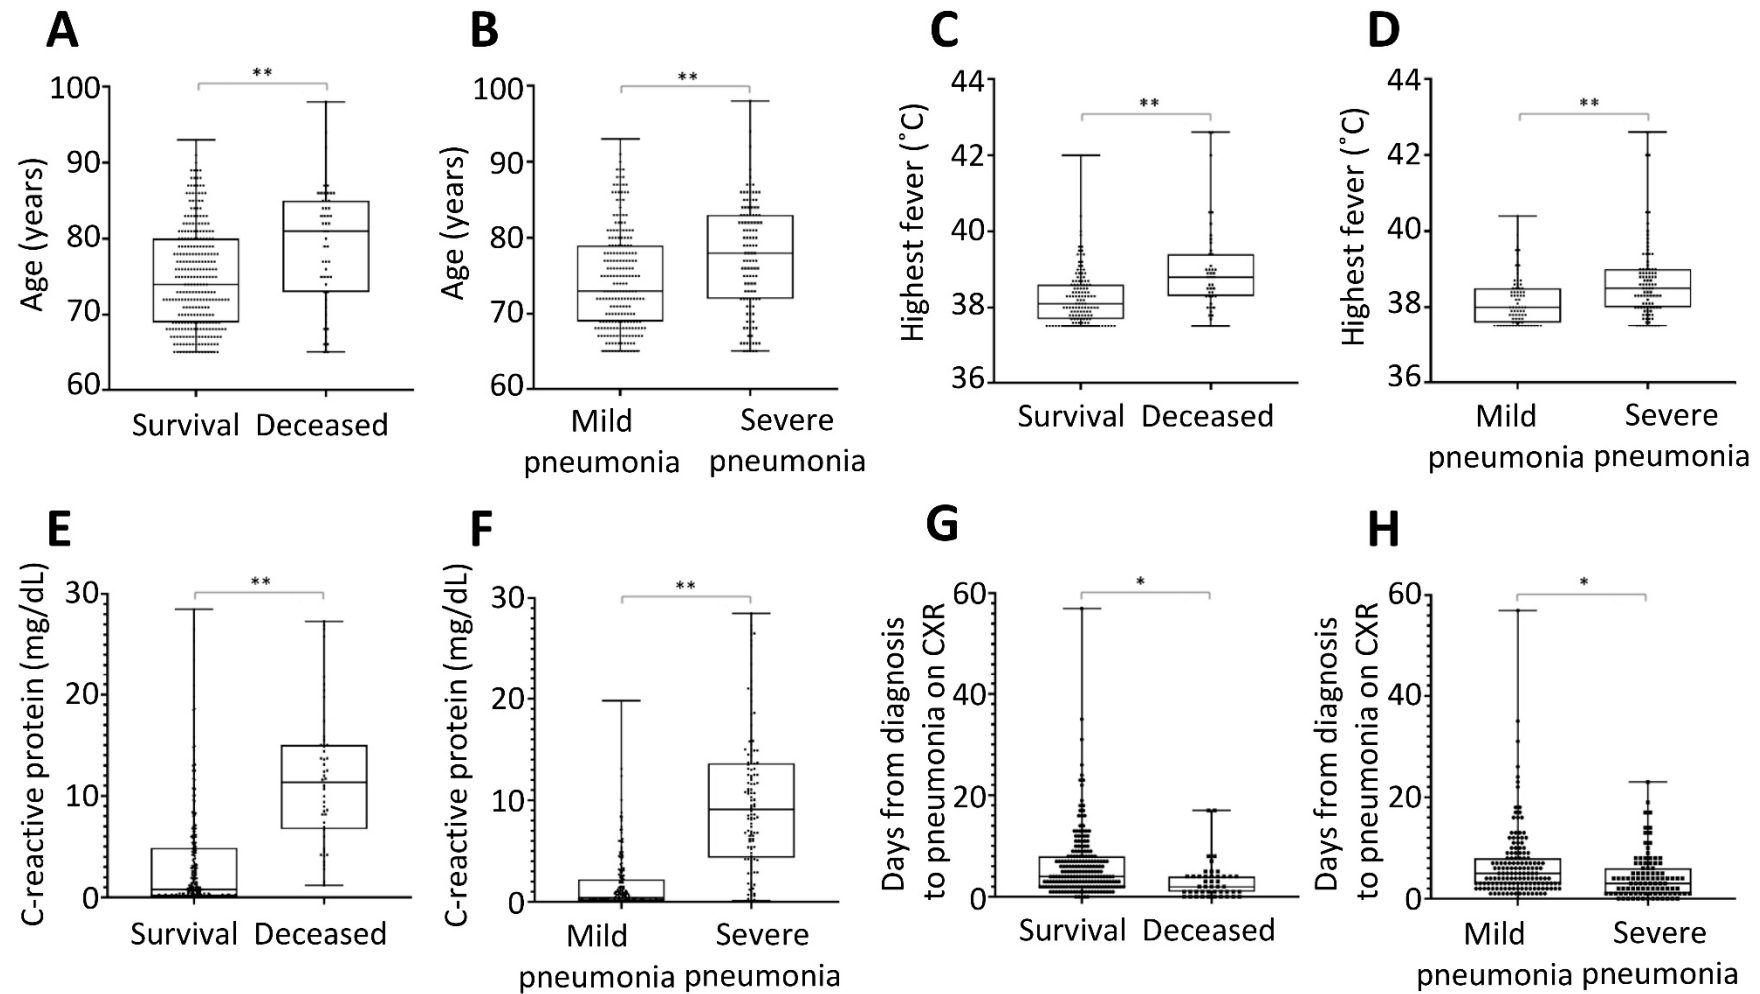 A
**
Age (years)
100
90
80
70
60
Survival Deceased
B
**
Age (years)
100
90
80
70
60
Mild
pneumonia
Severe
pneumonia
C
**
Highest fever (˚C)
44
42
40
38
36
Survival Deceased
D
**
Highest fever (˚C)
44
42
40
38
36
Mild
pneumonia
Severe
pneumonia
E
**
C-reactive protein (mg/dL)
30
20
10
0
Survival Deceased
F
**
C-reactive protein (mg/dL)
30
20
10
0
Mild
pneumonia
Severe
pneumonia
G
*
Days from diagnosis
to pneumonia on CXR
60
40
20
0
Survival Deceased
H
*
Days from diagnosis
to pneumonia on CXR
60
40
20
0
Mild
pneumonia
Severe
pneumonia